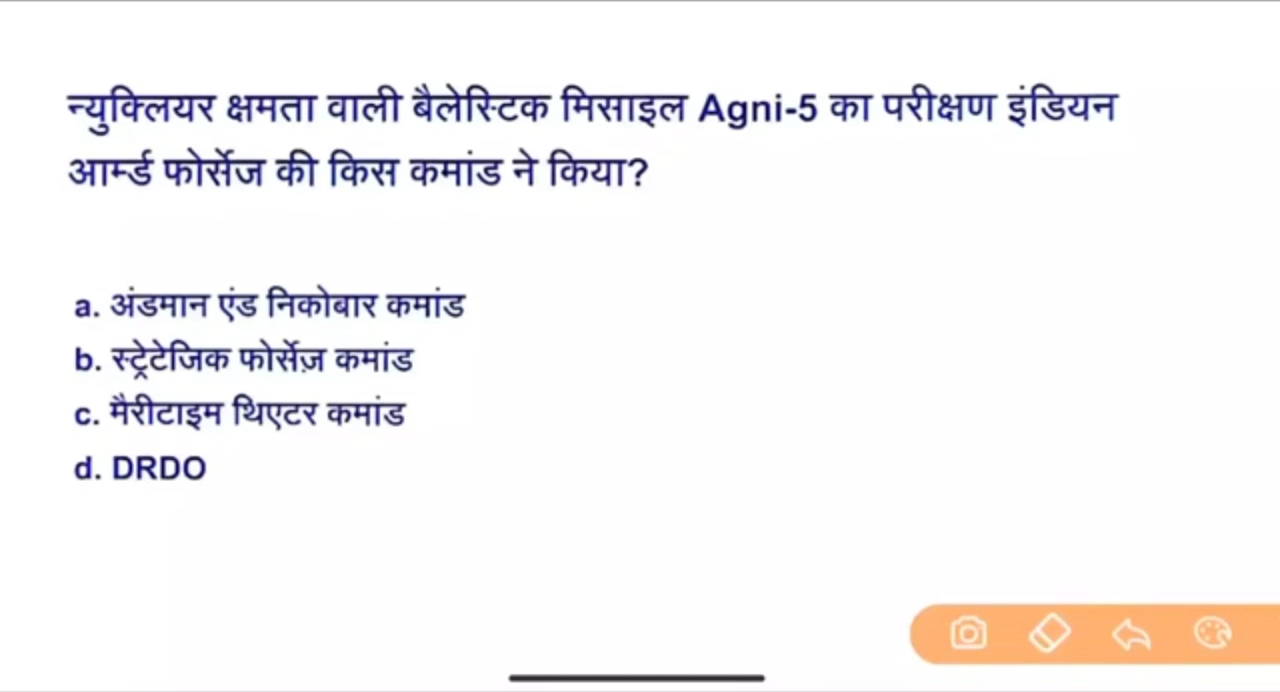 न्युक्लियर क्षमता वाली बैलेस्टिक मिसाइल Agni-5 का परीक्षण इंडियन
आर्म्ड फोर्सेज की किस कमांड ने किया?
a. अंडमान एंड निकोबार कमांड
b. स्ट्रेटेजिक फोर्सेज़ कमांड
c. मैरीटाइम थिएटर कमांड
d. DRDO